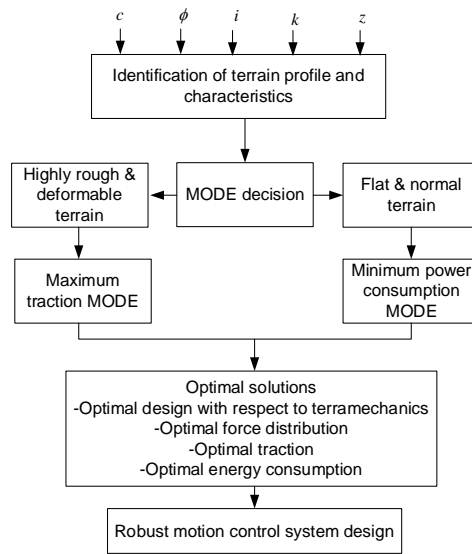 c ϕ i k z
Identification of terrain profile and
characteristics
Highly rough &
deformable
terrain
MODE decision
Flat & normal
terrain
Maximum
traction MODE
Minimum power
consumption
MODE
Optimal solutions
-Optimal design with respect to terramechanics
-Optimal force distribution
-Optimal traction
-Optimal energy consumption
Robust motion control system design